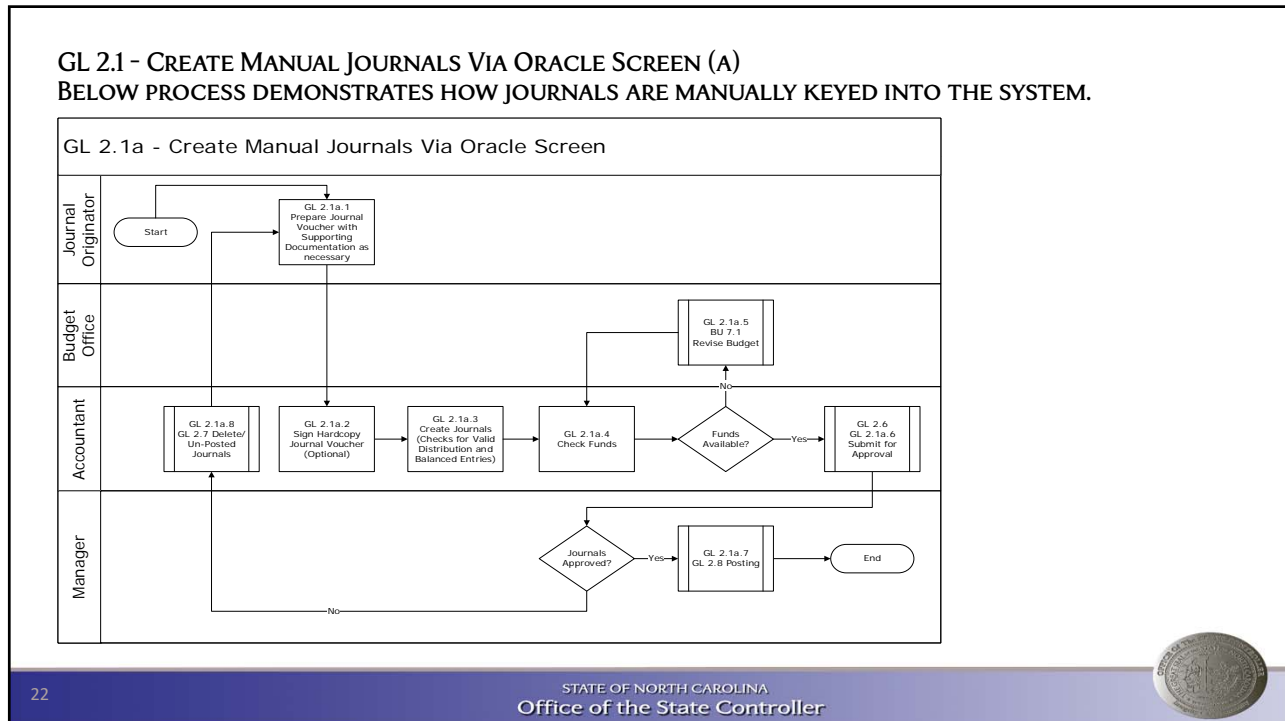 GL 2.1 - Create Manual Journals Via Oracle Screen (a)
Below process demonstrates how journals are manually keyed into the system.
GL 2.1a - Create Manual Journals Via Oracle Screen
Journal
Originator
Start
GL 2.1a.1
Prepare Journal
Voucher with
Supporting
Documentation as
necessary
Budget
Office
GL 2.1a.5
BU 7.1
Revise Budget
No
Accountant
GL 2.1a.8
GL 2.7 Delete/
Un-Posted
Journals
GL 2.1a.2
Sign Hardcopy
Journal Voucher
(Optional)
GL 2.1a.3
Create Journals
(Checks for Valid
Distribution and
Balanced Entries)
GL 2.1a.4
Check Funds
Funds
Available?
Yes
GL 2.6
GL 2.1a.6
Submit for
Approval
Manager
Journals
Approved?
Yes
GL 2.1a.7
GL 2.8 Posting
End
No
22
STATE OF NORTH CAROLINA
Office of the State Controller